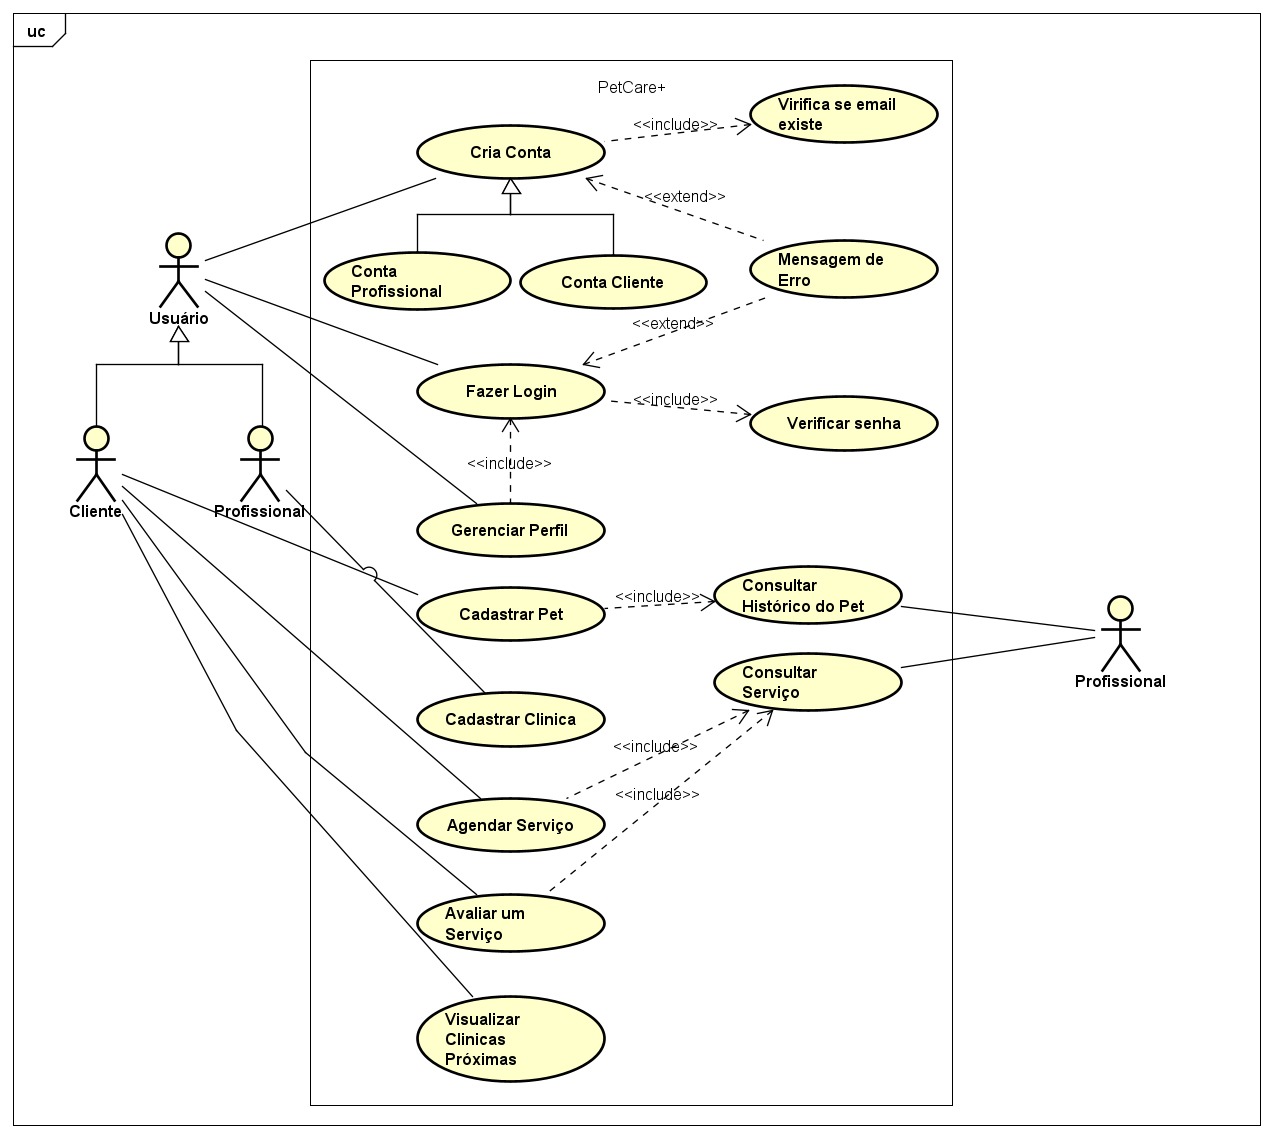 uc
PetCare+
Virifica se email
existe
<<include>>
Cria Conta
<<extend>>
Mensagem de
Erro
Conta
Profissional
Conta Cliente
Usuário
<<extend>>
Fazer Login
<<include>>
Verificar senha
<<include>>
Cliente
Profissional
Gerenciar Perfil
Cadastrar Pet
<<include>>
Consultar
Histórico do Pet
Profissional
Consultar
Serviço
Cadastrar Clinica
<<include>>
<<include>>
Agendar Serviço
Avaliar um
Serviço
Visualizar
Clinicas
Próximas